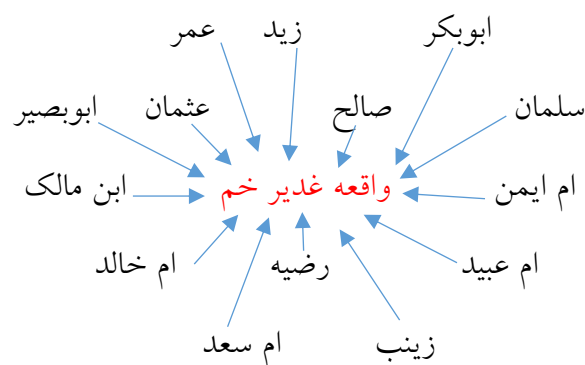 عمر زید ابوبکر
ابوبصیر عثمان صالح سلمان
ابن مالک واقعه غدیر خم ام ایمن
ام خالد رضیه ام عبید
ام سعد زینب